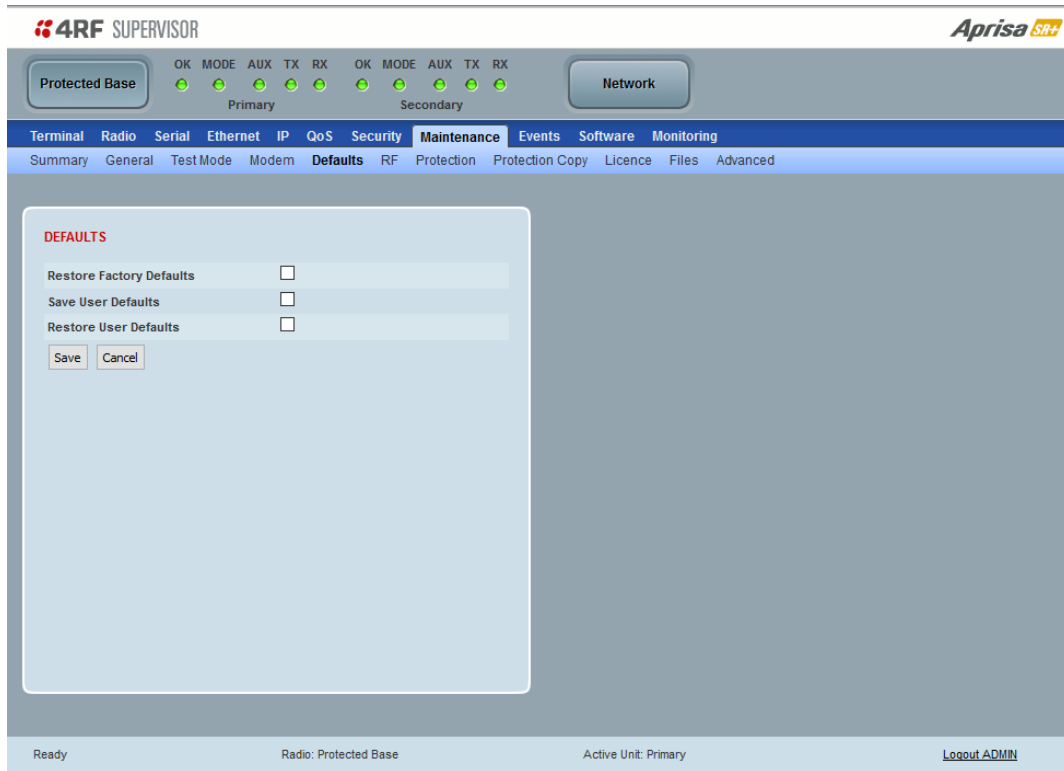 4RF SUPERVISOR
Aprisa SR+
Protected Base
OK MODE AUX TX RX OK MODE AUX TX RX
Primary Secondary
Network
Terminal Radio Serial Ethernet IP QoS Security Maintenance Events Software Monitoring
Summary General Test Mode Modem Defaults RF Protection Protection Copy Licence Files Advanced
DEFAULTS
Restore Factory Defaults
Save User Defaults
Restore User Defaults
Save Cancel
Ready Radio: Protected Base Active Unit: Primary Logout ADMIN